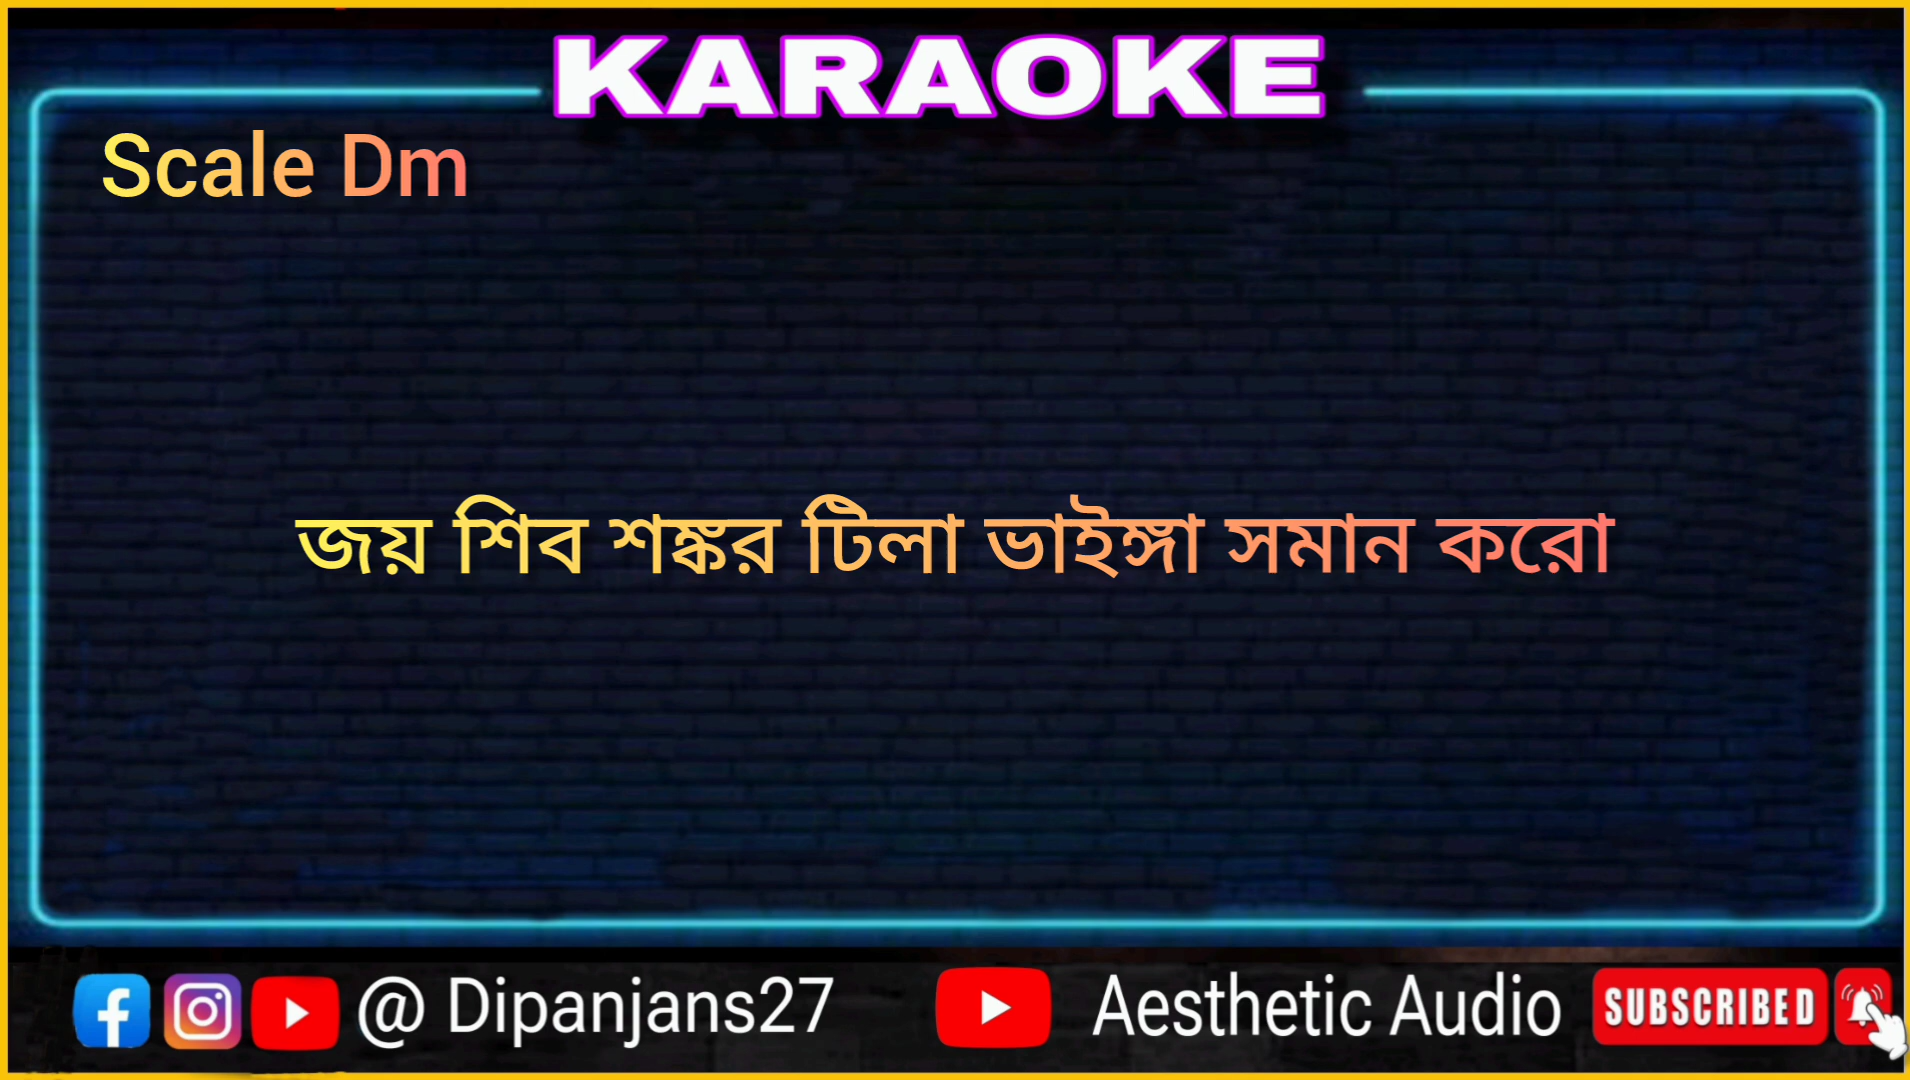 KARAOKE
Scale Dm
জয় শিব শঙ্কর টিলা ভাইঙ্গা সমান করো
@ Dipanjans27 Aesthetic Audio SUBSCRIBED